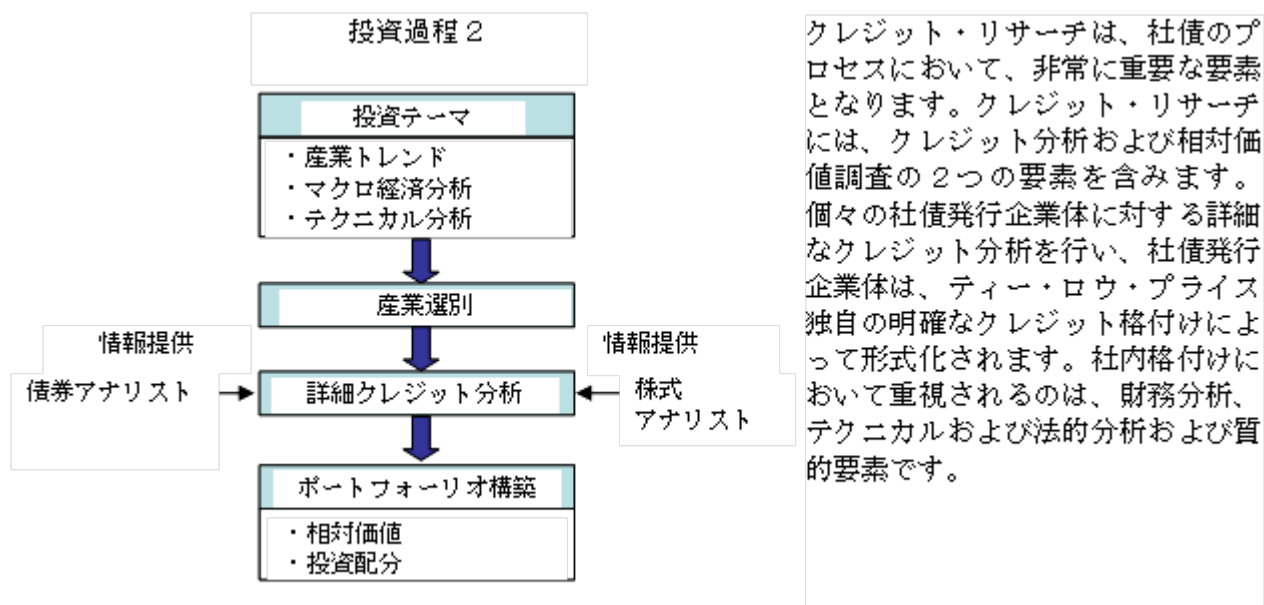 投資過程２
投資テーマ
・産業トレンド
・マクロ経済分析
・テクニカル分析
産業選別
情報提供
債券アナリスト
詳細クレジット分析
情報提供
株式
アナリスト
ポートフォーリオ構築
・相対価値
・投資配分
クレジット・リサーチは、社債のプ
ロセスにおいて、非常に重要な要素
となります。クレジット・リサーチ
には、クレジット分析および相対価
値調査の２つの要素を含みます。
個々の社債発行企業体に対する詳細
なクレジット分析を行い、社債発行
企業体は、ティー・ロウ・プライス
独自の明確なクレジット格付けによ
って形式化されます。社内格付けに
おいて重視されるのは、財務分析、
テクニカルおよび法的分析および質
的要素です。